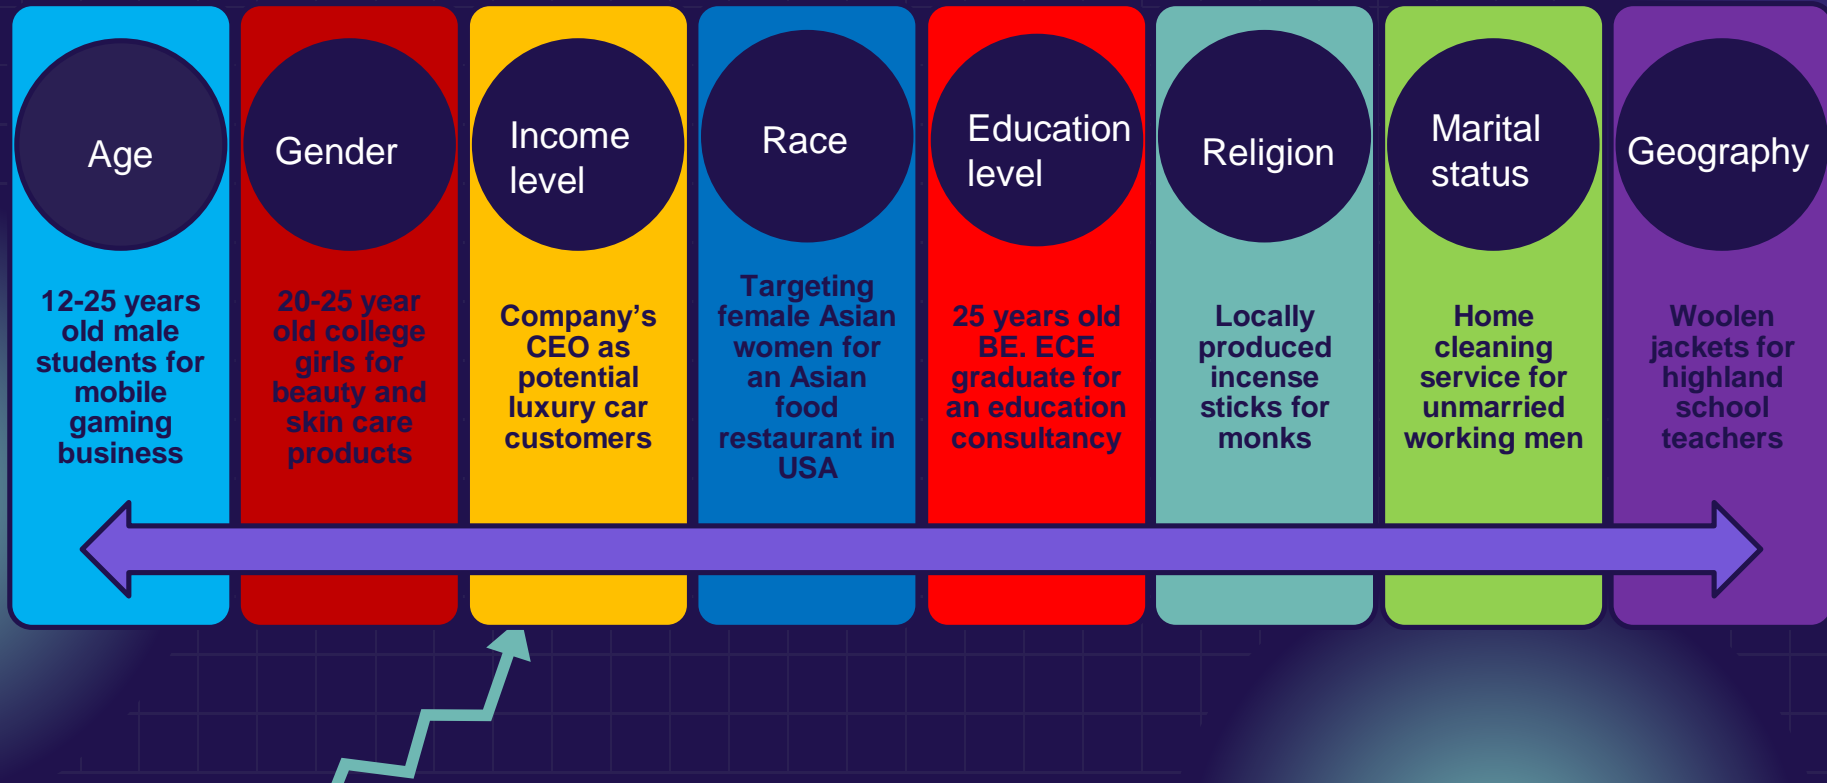 Age
12-25 years
old male
students for
mobile
gaming
business
Gender
20-25 year
old college
girls for
beauty and
skin care
products
Income
level
Company’s
CEO as
potential
luxury car
customers
Race
Targeting
female Asian
women for
an Asian
food
restaurant in
USA
Education
level
25 years old
BE. ECE
graduate for
an education
consultancy
Religion
Locally
produced
incense
sticks for
monks
Marital
status
Home
cleaning
service for
unmarried
working men
Geography
Woolen
jackets for
highland
school
teachers